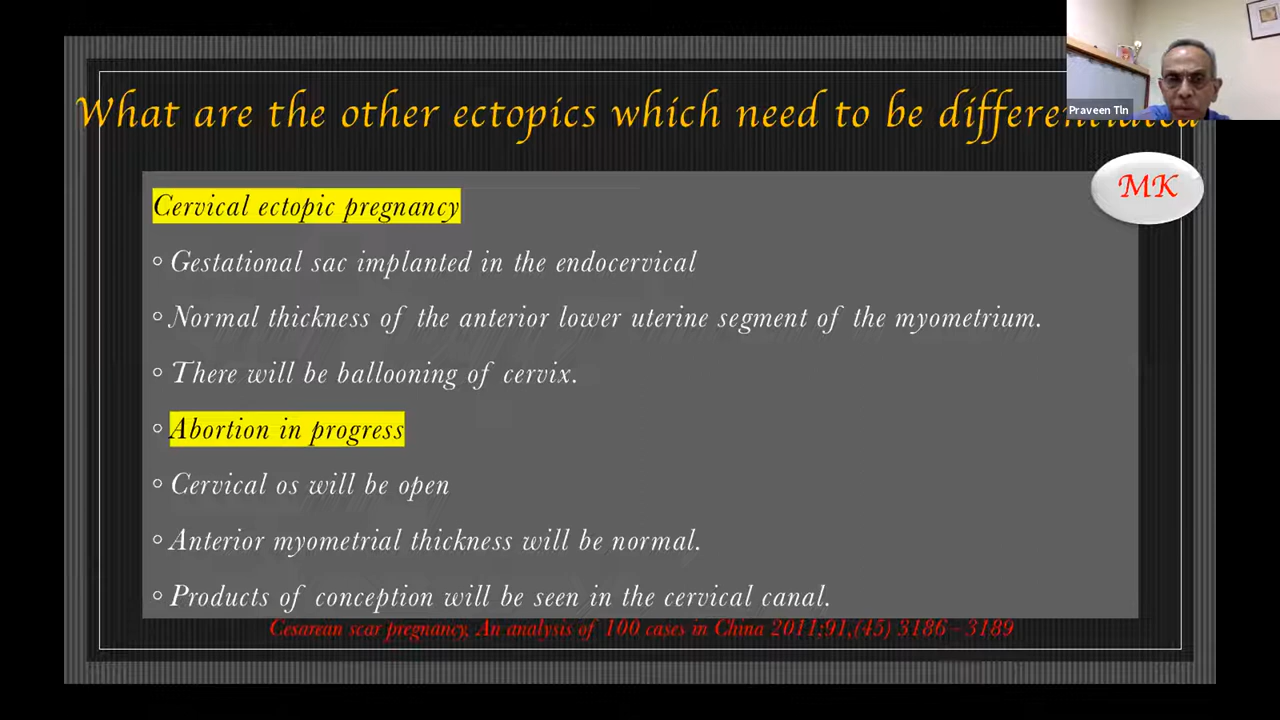 What are the other ectopics which need to be differentiated
Praveen Tln
MK
Cervical ectopic pregnancy
Gestational sac implanted in the endocervical
Normal thickness of the anterior lower uterine segment of the myometrium.
There will be ballooning of cervix.
Abortion in progress
Cervical os will be open
Anterior myometrial thickness will be normal.
Products of conception will be seen in the cervical canal.
Cesarean scar pregnancy, An analysis of 100 cases in China 2011;91,(45) 3186-3189